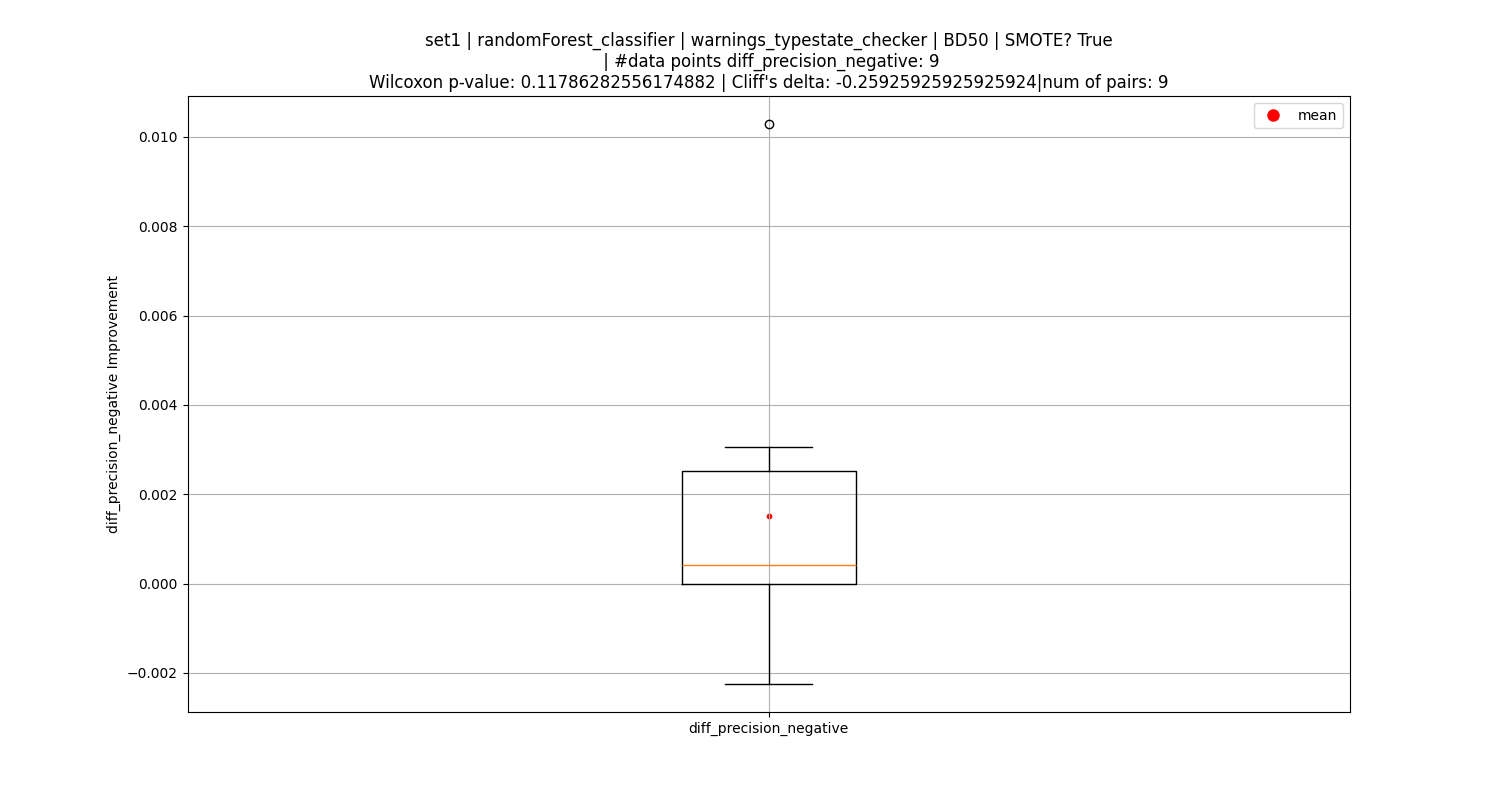 set1 | randomForest_classifier | warnings_typestate_checker | BD50 | SMOTE? True
| #data points diff_precision_negative: 9
Wilcoxon p-value: 0.11786282556174882 | Cliff's delta: -0.25925925925925924|num of pairs: 9
mean
0.010
0.008
0.006
0.004
0.002
0.000
−0.002
diff_precision_negative Improvement
diff_precision_negative